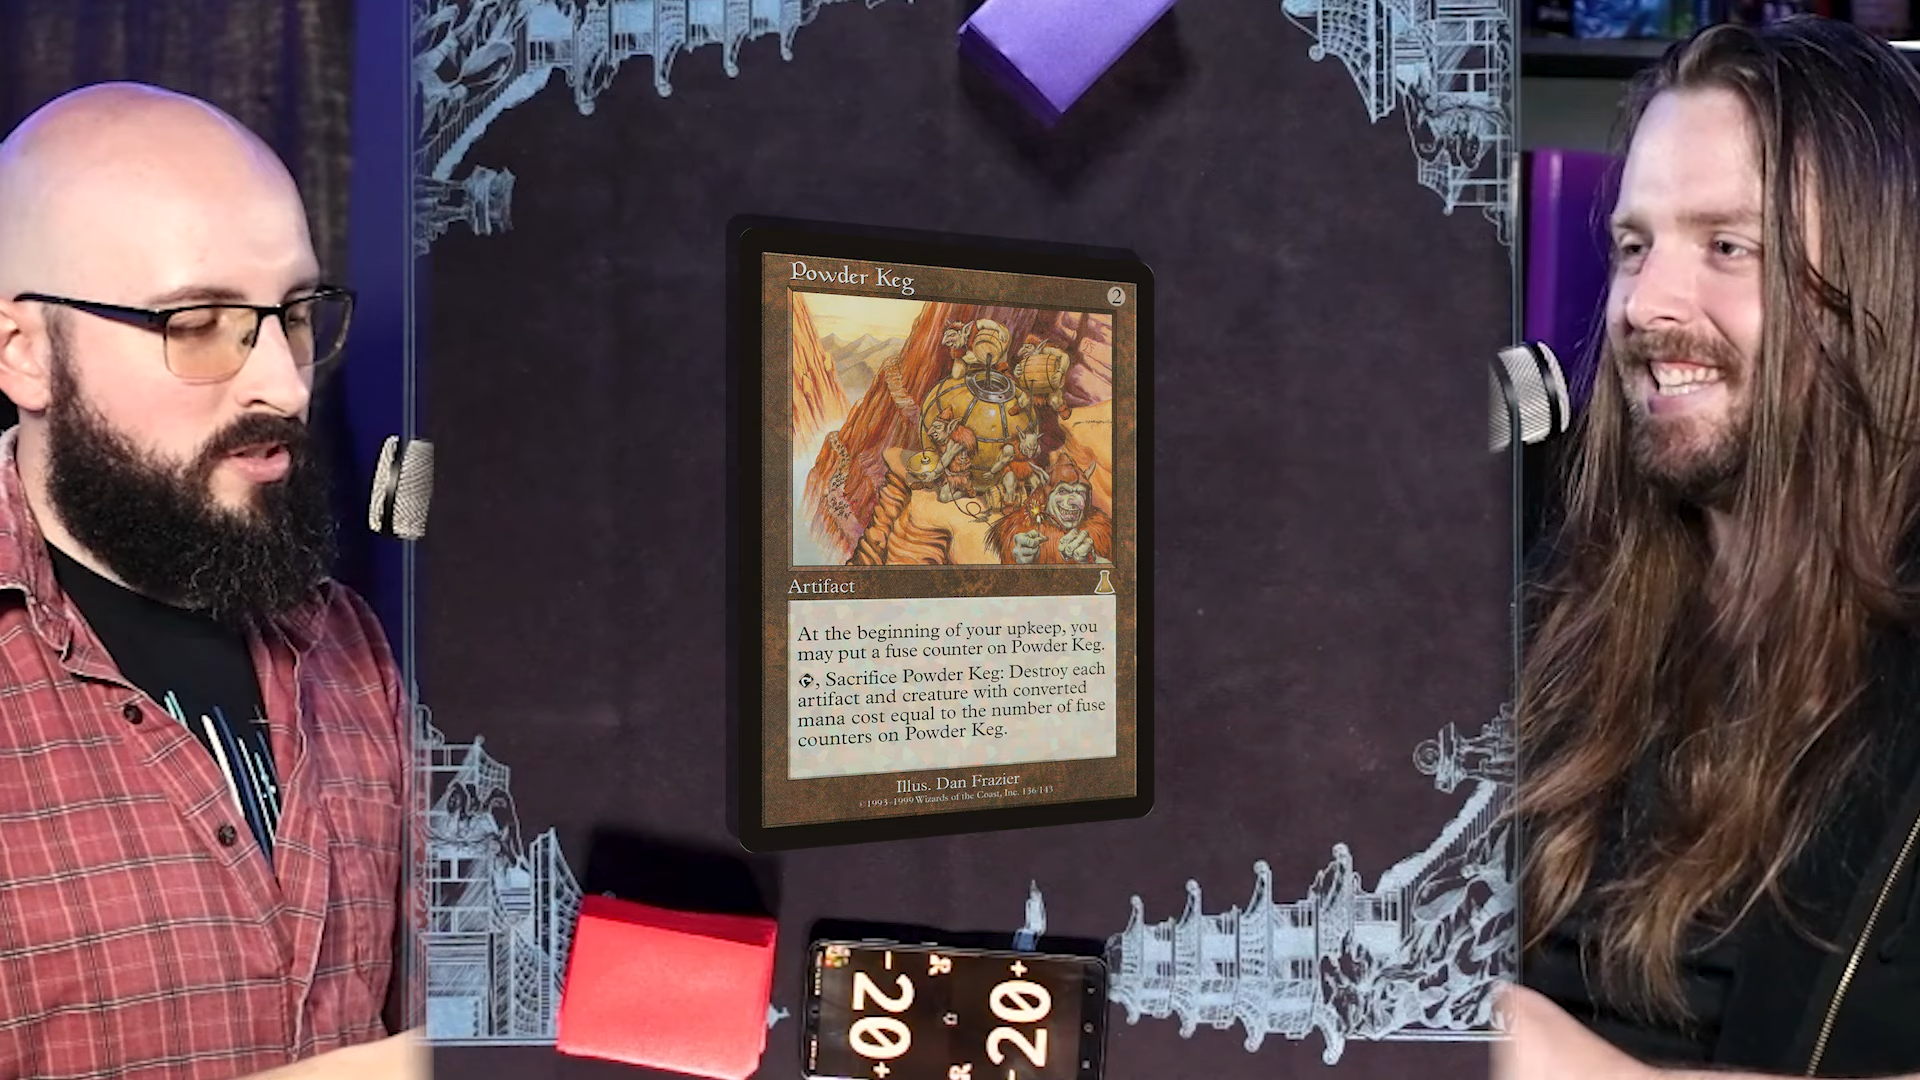 Powder Keg
2
Artifact
At the beginning of your upkeep, you
may put a fuse counter on Powder Keg.
, Sacrifice Powder Keg: Destroy each
artifact and creature with converted
mana cost equal to the number of fuse
counters on Powder Keg.
Illus. Dan Frazier
©1993-1999 Wizards of the Coast, Inc. 136/143
- 20 +
- 20 +